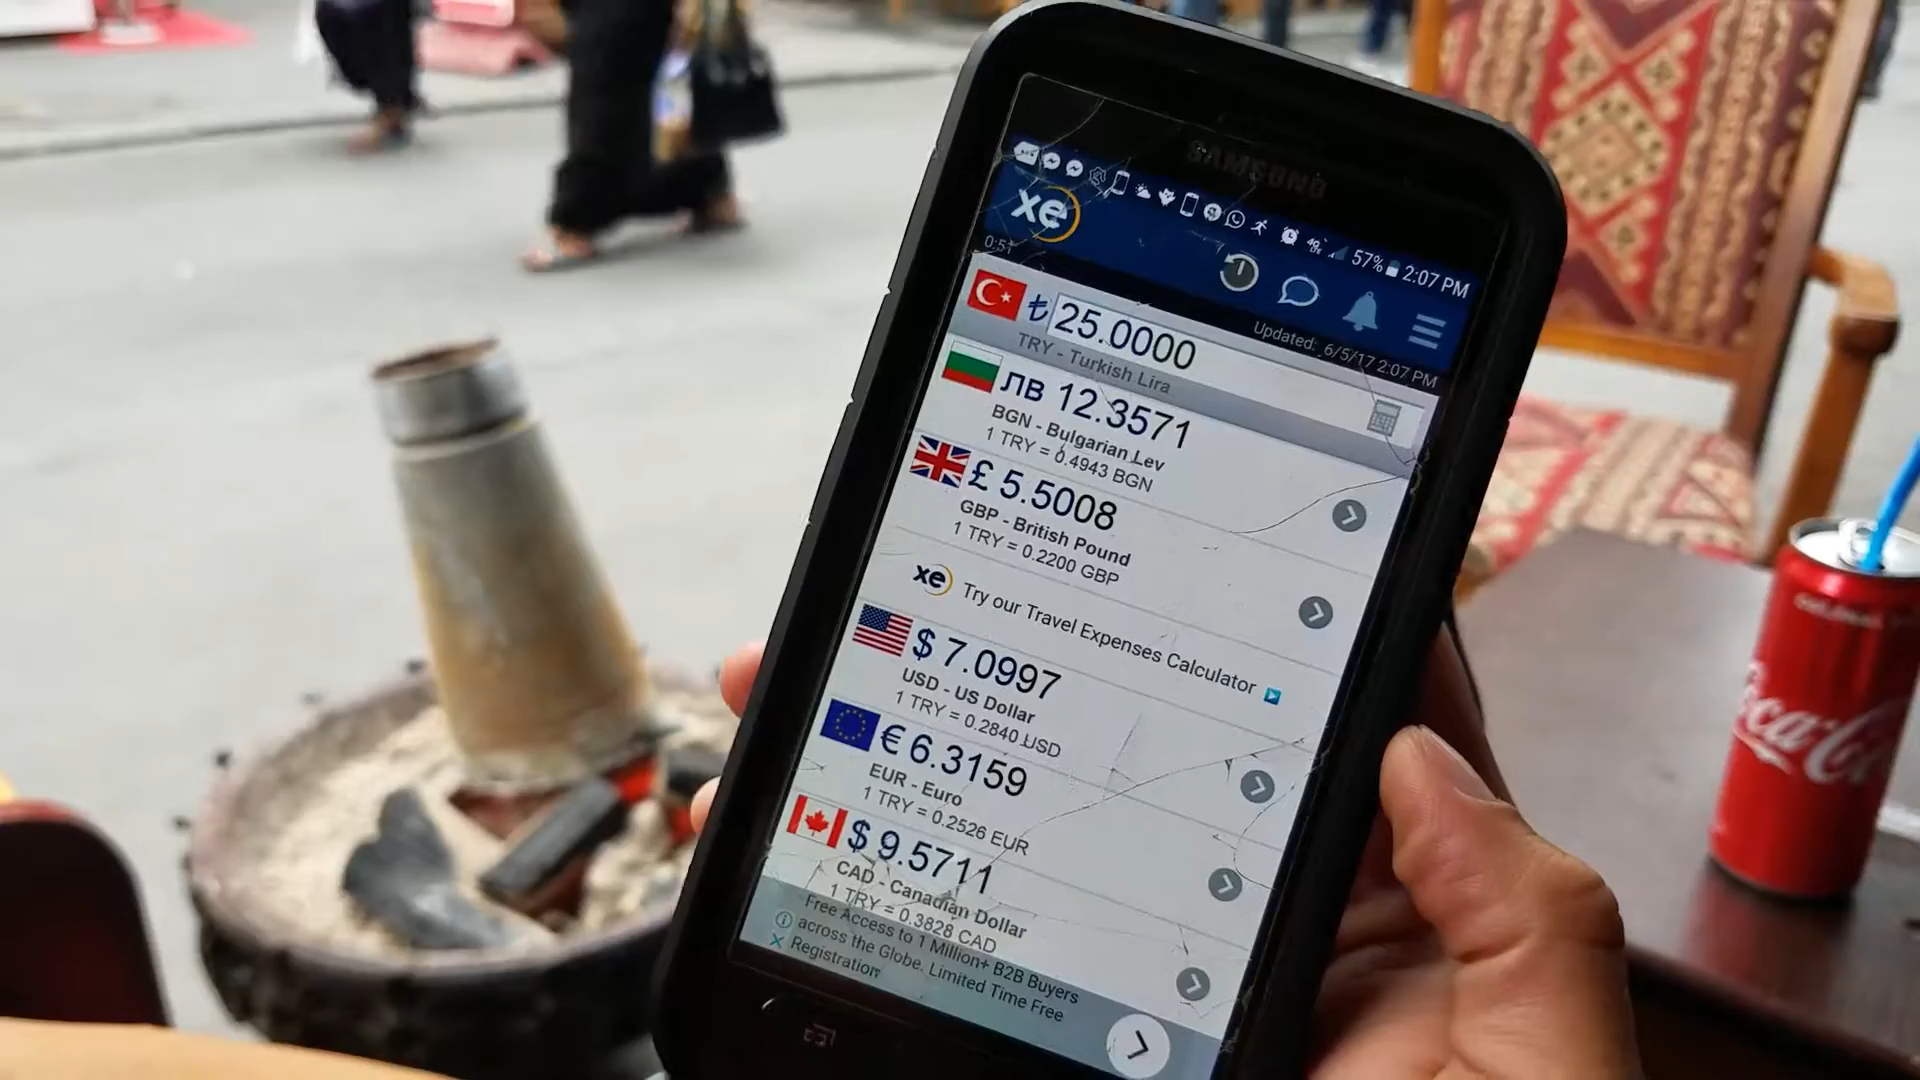 SAMSUNG
57% 2:07 PM
xe
0:51
Updated: 6/5/17 2:07 PM
₺ 25.0000
TRY - Turkish Lira
лв 12.3571
BGN - Bulgarian Lev
1 TRY = 0.4943 BGN
£ 5.5008
GBP - British Pound
1 TRY = 0.2200 GBP
xe Try our Travel Expenses Calculator
$ 7.0997
USD - US Dollar
1 TRY = 0.2840 USD
€ 6.3159
EUR - Euro
1 TRY = 0.2526 EUR
$ 9.5711
CAD - Canadian Dollar
1 TRY = 0.3828 CAD
Free Access to 1 Million+ B2B Buyers
across the Globe. Limited Time Free
Registration
Coca-Co